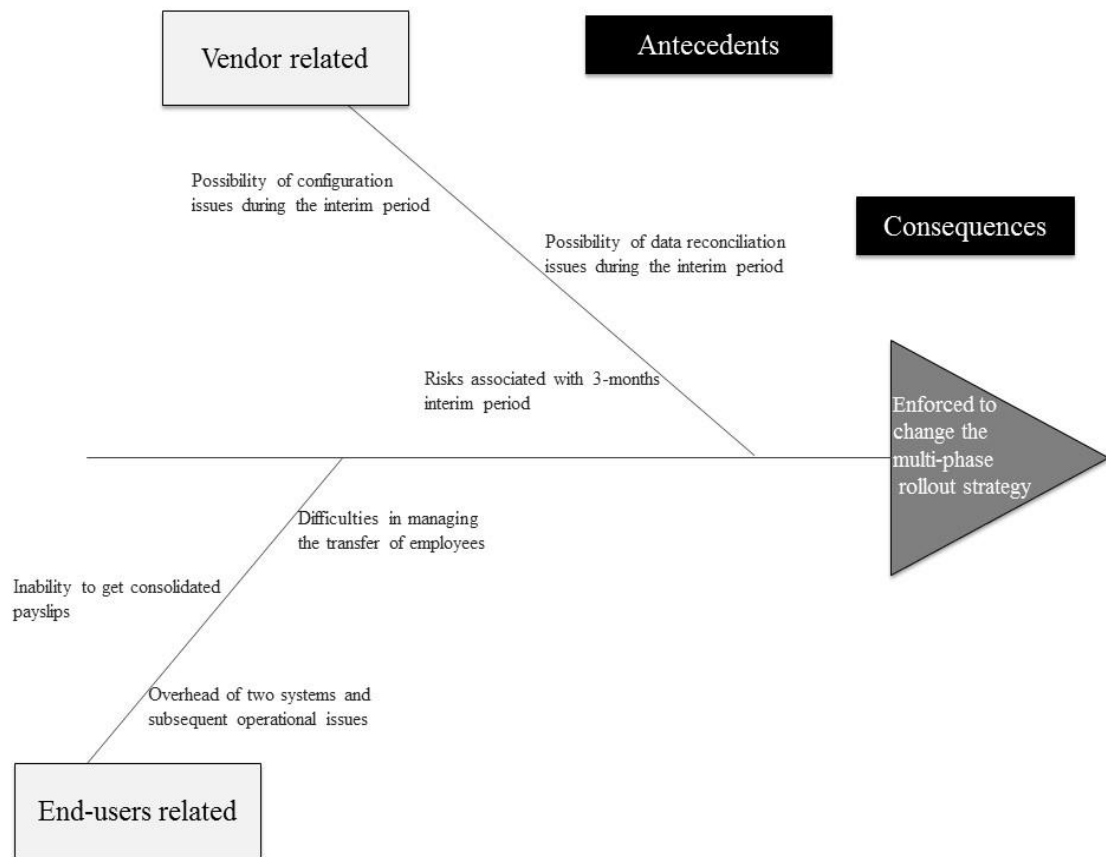 Vendor related
Antecedents
Possibility of configuration
issues during the interim period
Consequences
Possibility of data reconciliation
issues during the interim period
Risks associated with 3-months
interim period
Enforced to
change the
multi-phase
rollout strategy
Difficulties in managing
the transfer of employees
Inability to get consolidated
payslips
Overhead of two systems and
subsequent operational issues
End-users related